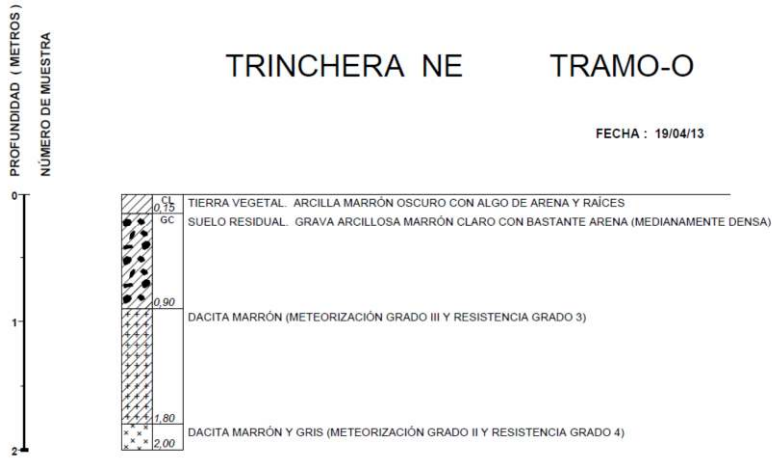 PROFUNDIDAD ( METROS )
NÚMERO DE MUESTRA
TRINCHERA NE TRAMO-O
FECHA : 19/04/13
0
CL TIERRA VEGETAL. ARCILLA MARRÓN OSCURO CON ALGO DE ARENA Y RAÍCES
0,15
GC SUELO RESIDUAL. GRAVA ARCILLOSA MARRÓN CLARO CON BASTANTE ARENA (MEDIANAMENTE DENSA)
0,90
1 DACITA MARRÓN (METEORIZACIÓN GRADO III Y RESISTENCIA GRADO 3)
1,80
DACITA MARRÓN Y GRIS (METEORIZACIÓN GRADO II Y RESISTENCIA GRADO 4)
2,00
2